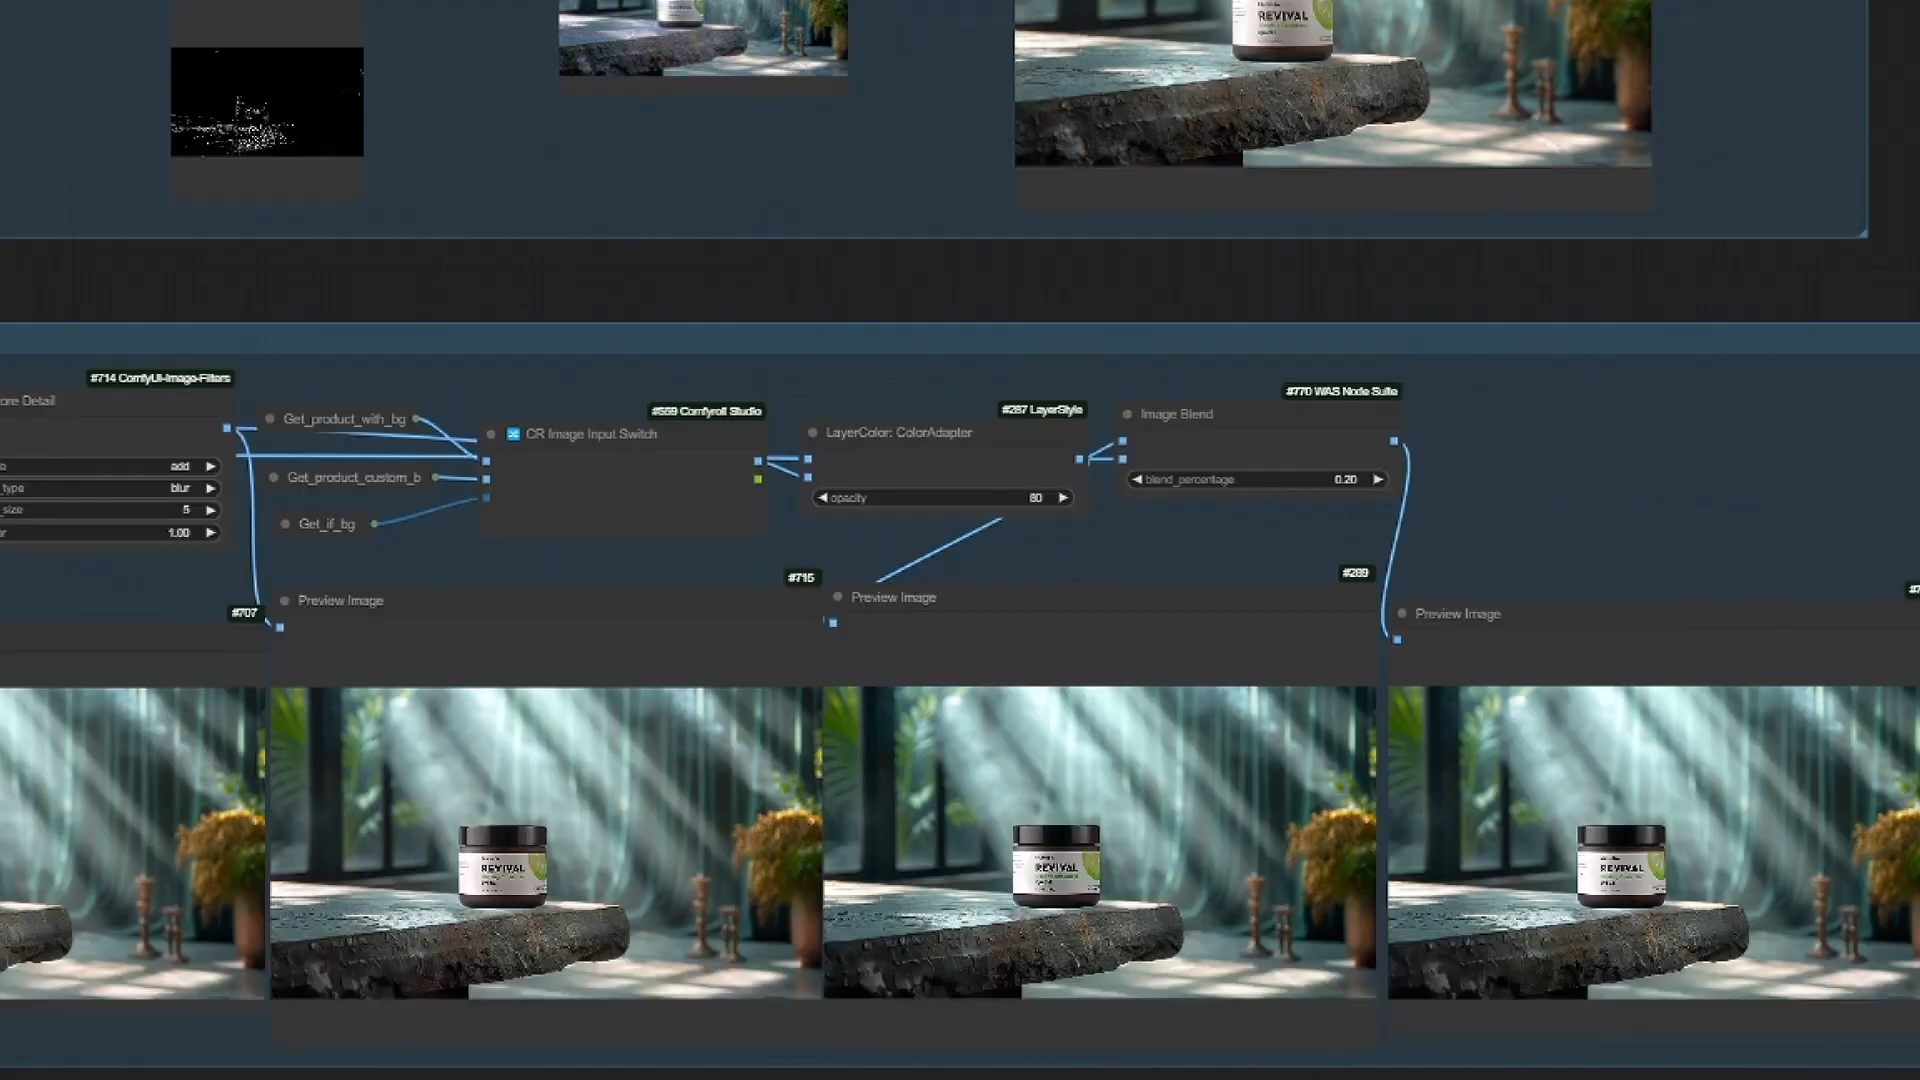 REVIVAL
#714 ComfyUI-Image-Filters
ore Detail
add
type
blur
size
5
1.00
Get_product_with_bg
Get_product_custom_b
Get_if_bg
#559 Comfyroll Studio
CR Image Input Switch
#287 LayerStyle
LayerColor: ColorAdapter
opacity
80
#770 WAS Node Suite
Image Blend
blend_percentage
0.20
#707
#715
Preview Image
#289
Preview Image
Preview Image
REVIVAL
REVIVAL
REVIVAL